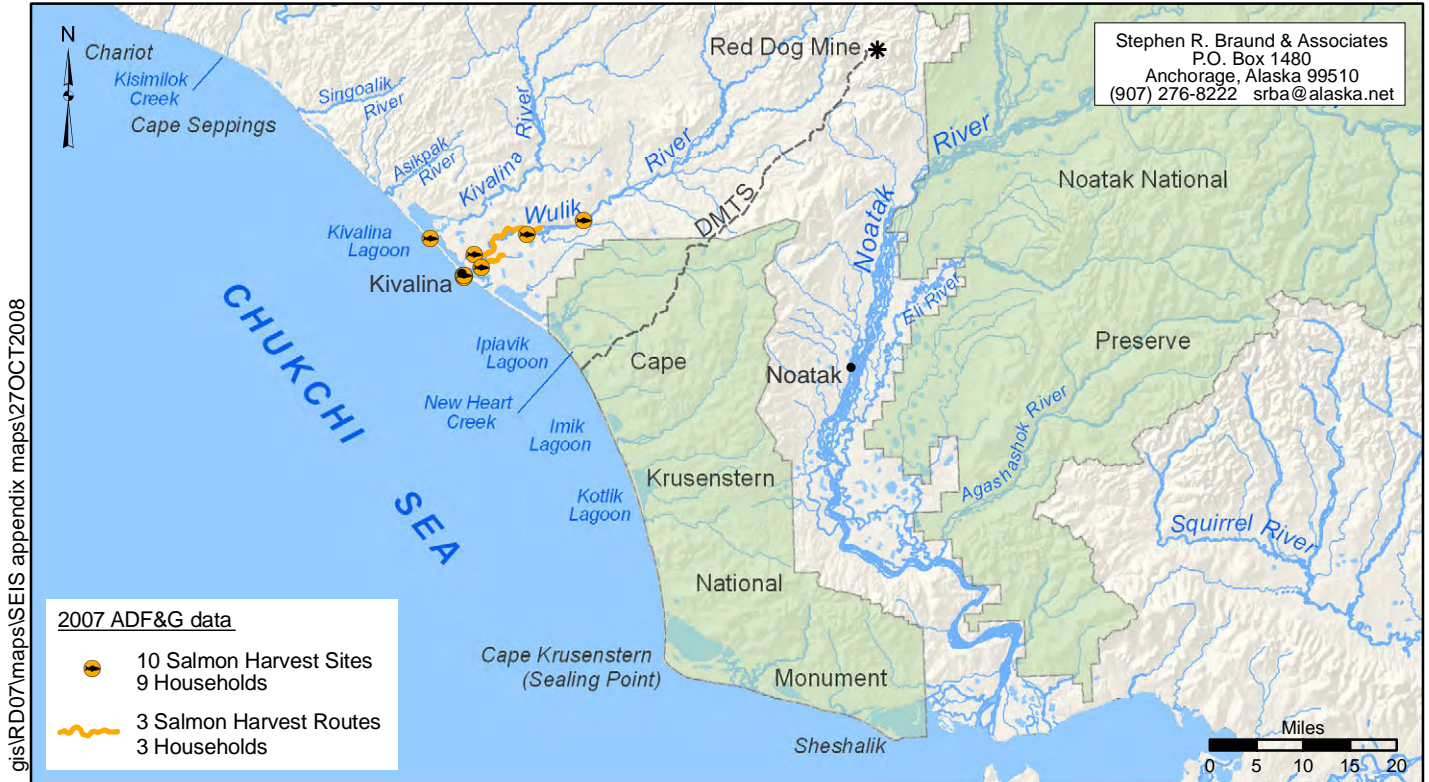 N
Chariot
Kisimilok
Creek
Cape Seppings
Singoalik
River
Asikpak
River
Kivalina
River
River
Wulik
Kivalina
Lagoon
Kivalina
Red Dog Mine
DMTS
Stephen R. Braund & Associates
P.O. Box 1480
Anchorage, Alaska 99510
(907) 276-8222 srba@alaska.net
River
Noatak
Noatak National
Preserve
Eli River
Noatak
Agashashok River
Squirrel River
CHUKCHI
SEA
Ipiavik
Lagoon
New Heart
Creek
Imik
Lagoon
Kotlik
Lagoon
Cape
Krusenstern
National
Monument
Cape Krusenstern
(Sealing Point)
Sheshalik
2007 ADF&G data
10 Salmon Harvest Sites
9 Households
3 Salmon Harvest Routes
3 Households
Miles
0 5 10 15 20
gis\RD07\maps\SEIS appendix maps\27OCT2008